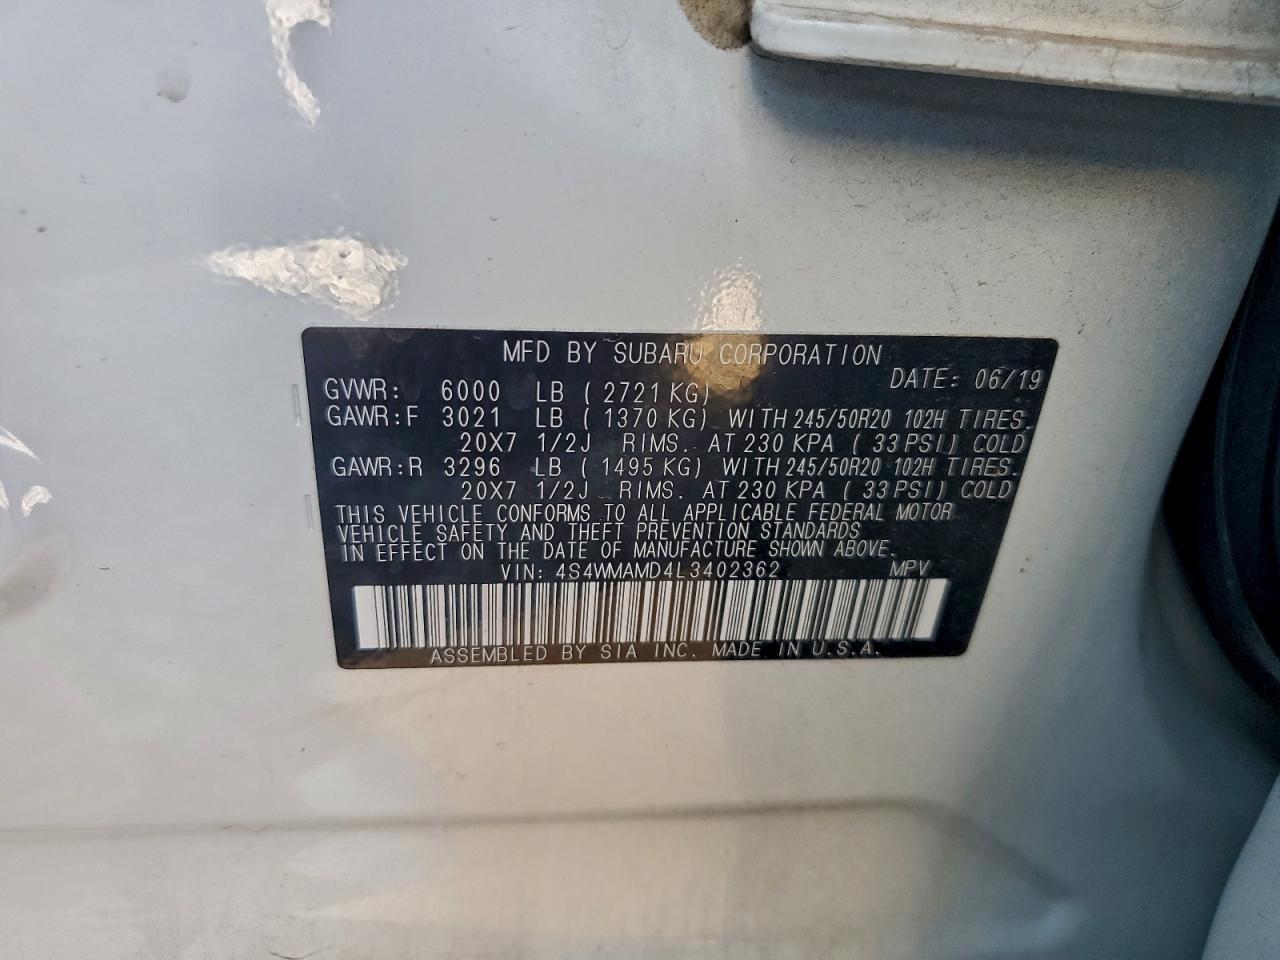 MFD BY SUBARU CORPORATION
DATE: 06/19
GVWR: 6000 LB ( 2721 KG)
GAWR:F 3021 LB ( 1370 KG) WITH 245/50R20 102H TIRES.
20X7 1/2J RIMS. AT 230 KPA ( 33 PSI) COLD
GAWR:R 3296 LB ( 1495 KG) WITH 245/50R20 102H TIRES.
20X7 1/2J RIMS. AT 230 KPA ( 33 PSI) COLD
THIS VEHICLE CONFORMS TO ALL APPLICABLE FEDERAL MOTOR
VEHICLE SAFETY AND THEFT PREVENTION STANDARDS
IN EFFECT ON THE DATE OF MANUFACTURE SHOWN ABOVE.
VIN: 4S4WMAMD4L3402362 MPV
ASSEMBLED BY SIA INC. MADE IN U.S.A.